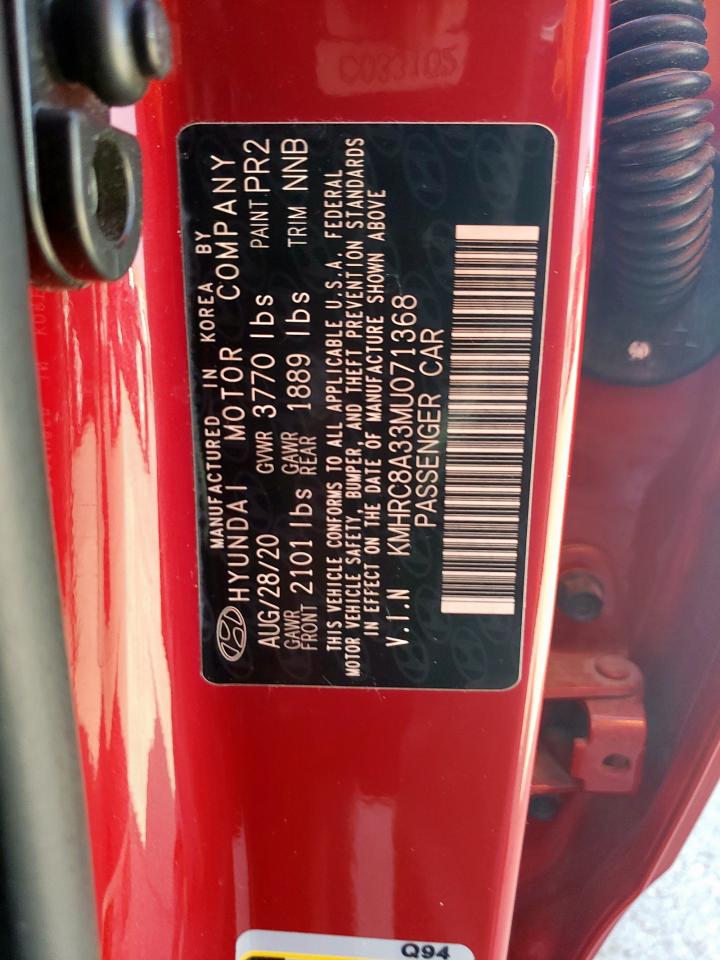 MANUFACTURED IN KOREA BY
HYUNDAI MOTOR COMPANY
AUG/28/20 GVWR 3770 lbs PAINT.PR2
GAWR FRONT 2101 lbs GAWR REAR 1889 lbs TRIM NNB
THIS VEHICLE CONFORMS TO ALL APPLICABLE U.S.A. FEDERAL
MOTOR VEHICLE SAFETY, BUMPER, AND THEFT PREVENTION STANDARDS
IN EFFECT ON THE DATE OF MANUFACTURE SHOWN ABOVE
V.I.N KMHRC8A33MU071368
PASSENGER CAR
Q94